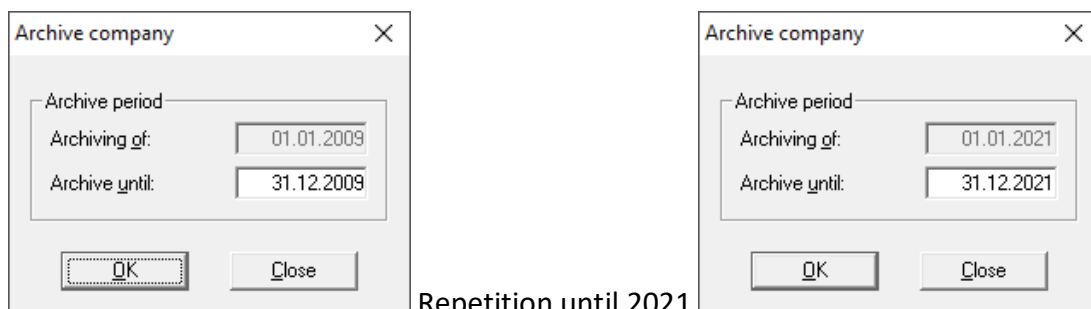 Archive company
Archive period
Archiving of:
01.01.2009
Archive until:
31.12.2009
OK
Close
Repetition until 2021
Archive company
Archive period
Archiving of:
01.01.2021
Archive until:
31.12.2021
OK
Close